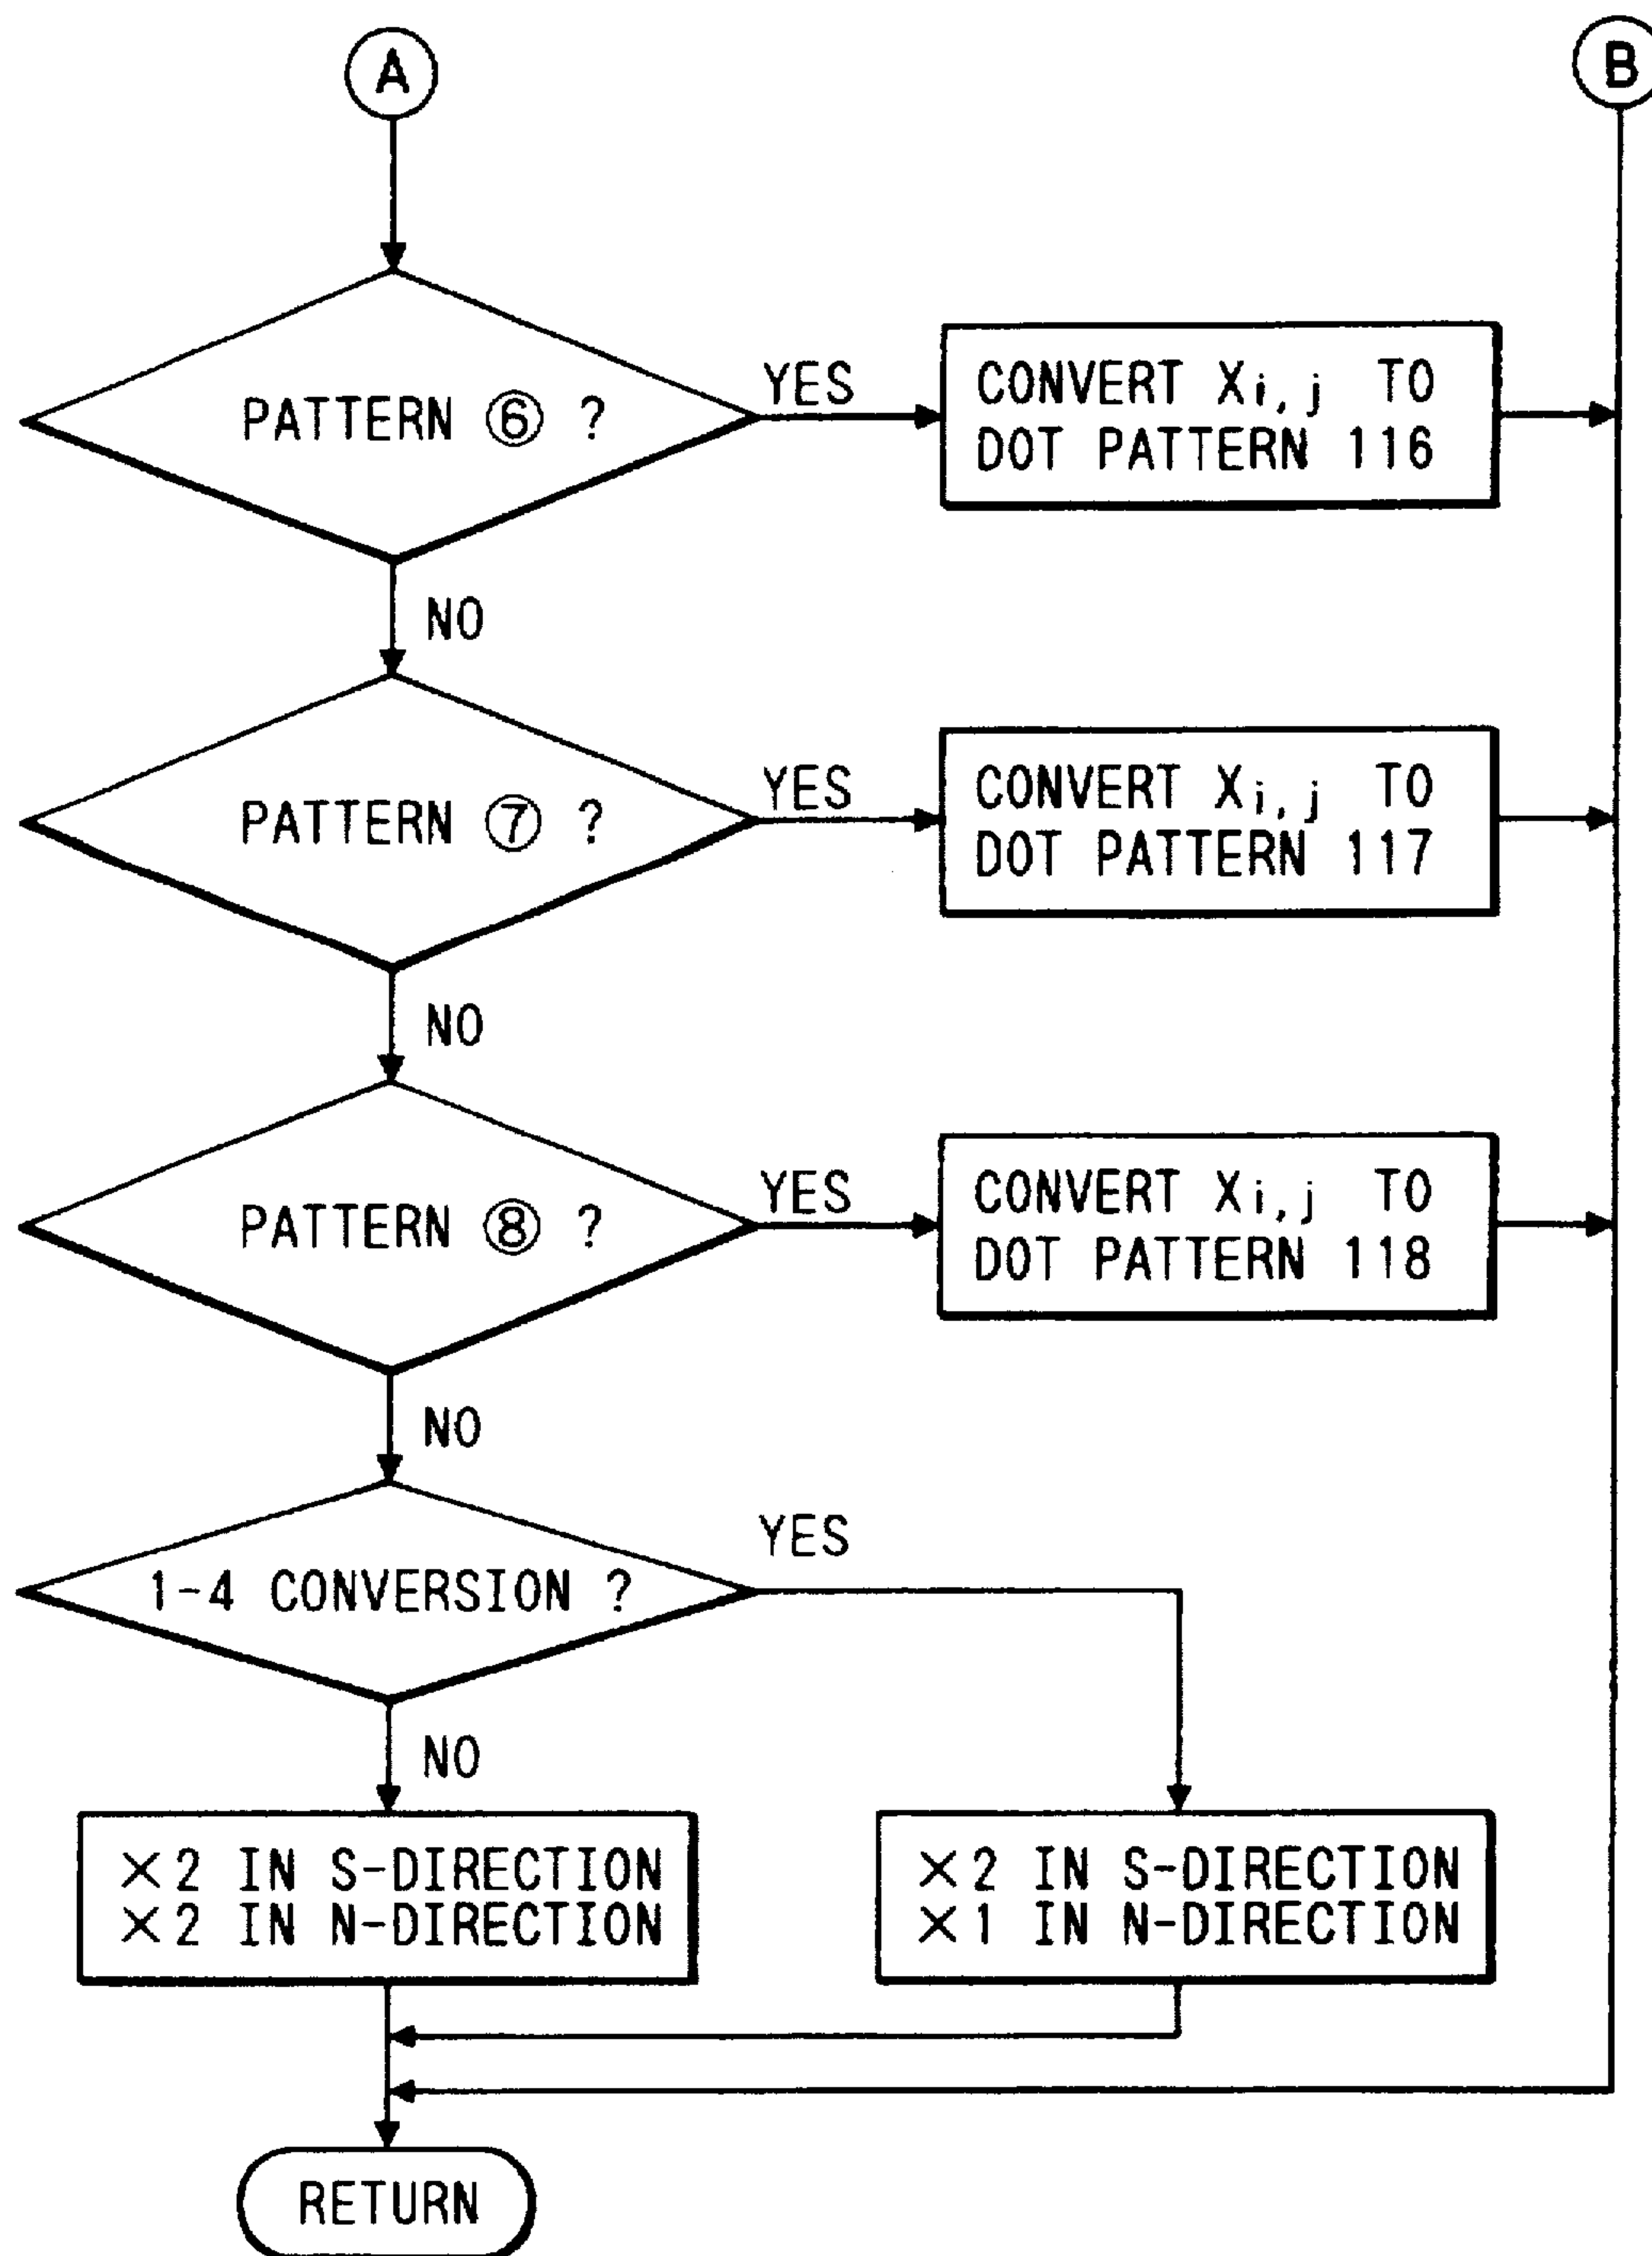 A
B
PATTERN ⑥ ?
YES
CONVERT Xi,j TO
DOT PATTERN 116
NO
PATTERN ⑦ ?
YES
CONVERT Xi,j TO
DOT PATTERN 117
NO
PATTERN ⑧ ?
YES
CONVERT Xi,j TO
DOT PATTERN 118
NO
1-4 CONVERSION ?
YES
NO
×2 IN S-DIRECTION
×2 IN N-DIRECTION
×2 IN S-DIRECTION
×1 IN N-DIRECTION
RETURN